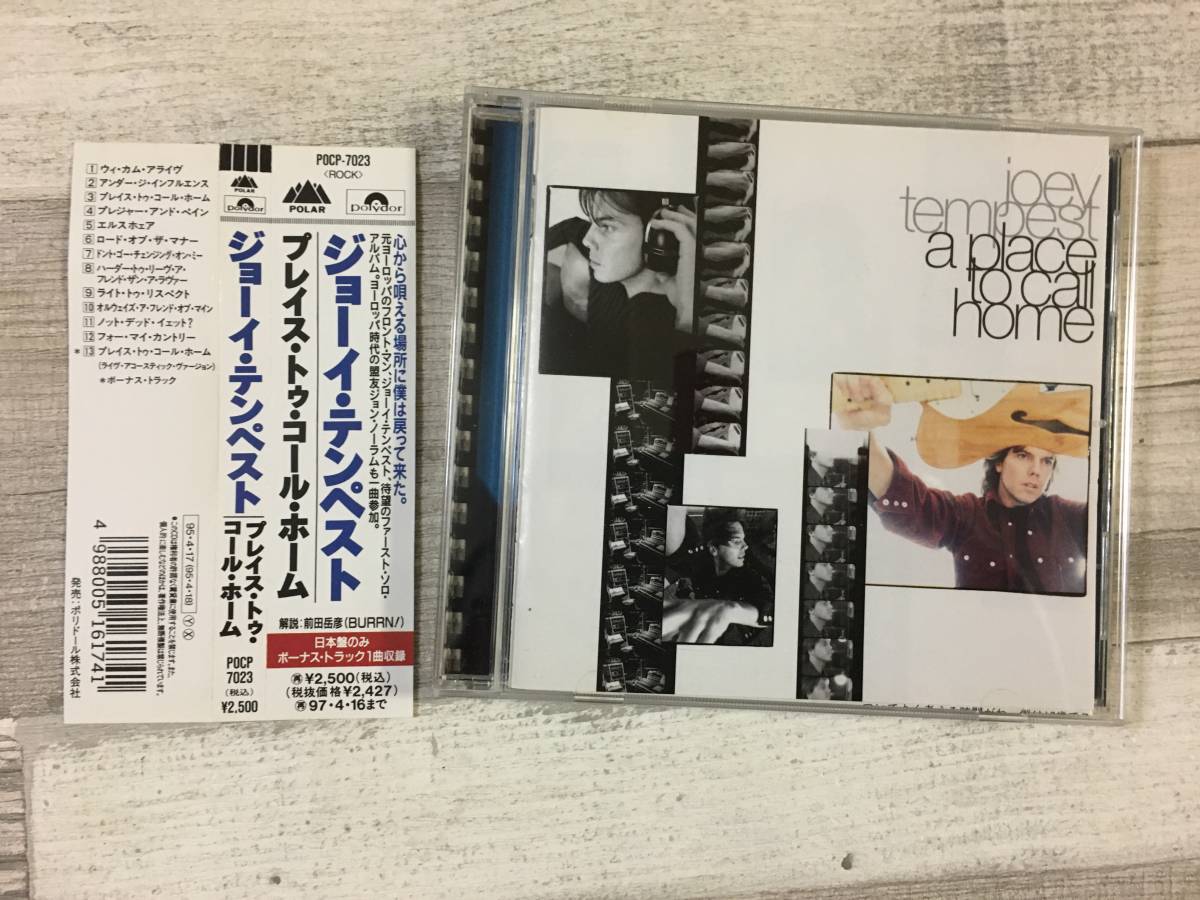 1 ウィ・カム・アライヴ
2 アンダー・ジ・インフルエンス
3 プレイス・トゥ・コール・ホーム
4 プレジャー・アンド・ペイン
5 エルスホェア
6 ロード・オブ・ザ・マナー
7 ドント・ゴー・チェンジング・オン・ミー
8 ハーダー・トゥ・リーヴ・ア・
フレンド・ザン・ア・ラヴァー
9 ライト・トゥ・リスペクト
10 オルウェイズ・ア・フレンド・オブ・マイン
11 ノット・デッド・イェット?
12 フォー・マイ・カントリー
*13 プレイス・トゥ・コール・ホーム
(ライヴ・アコースティック・ヴァージョン)
*ボーナス・トラック
95・4・17 (95・4・18) Ⓨ Ⓧ
4 988005 161741
発売:ポリドール株式会社
POLAR
Polydor
ジョーイ・テンペスト
プレイス・トゥ・
コール・ホーム
POCP
7023
(税込)
¥2,500
POCP-7023
〈ROCK〉
POLAR
Polydor
心から唄える場所に僕は戻って来た。
元ヨーロッパのフロント・マン、ジョーイ・テンペスト、待望のファースト・ソロ・
アルバム。ヨーロッパ時代の盟友ジョン・ノーラムも一曲参加。
ジョーイ・テンペスト
プレイス・トゥ・コール・ホーム
解説:前田岳彦(BURRN!)
日本盤のみ
ボーナス・トラック1曲収録
再¥2,500(税込)
(税抜価格¥2,427)
再97・4・16まで
joey
tempest
a place
to call
home